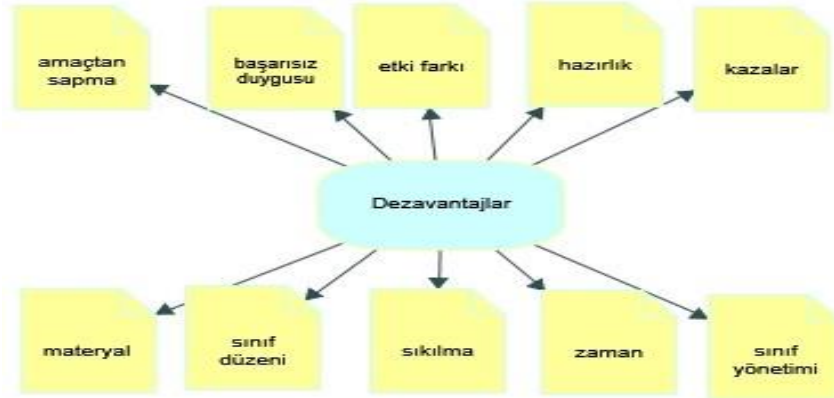 amaçtan
sapma
başarısız
duygusu
etki farkı
hazırlık
kazalar
Dezavantajlar
materyal
sınıf
düzeni
sıkılma
zaman
sınıf
yönetimi